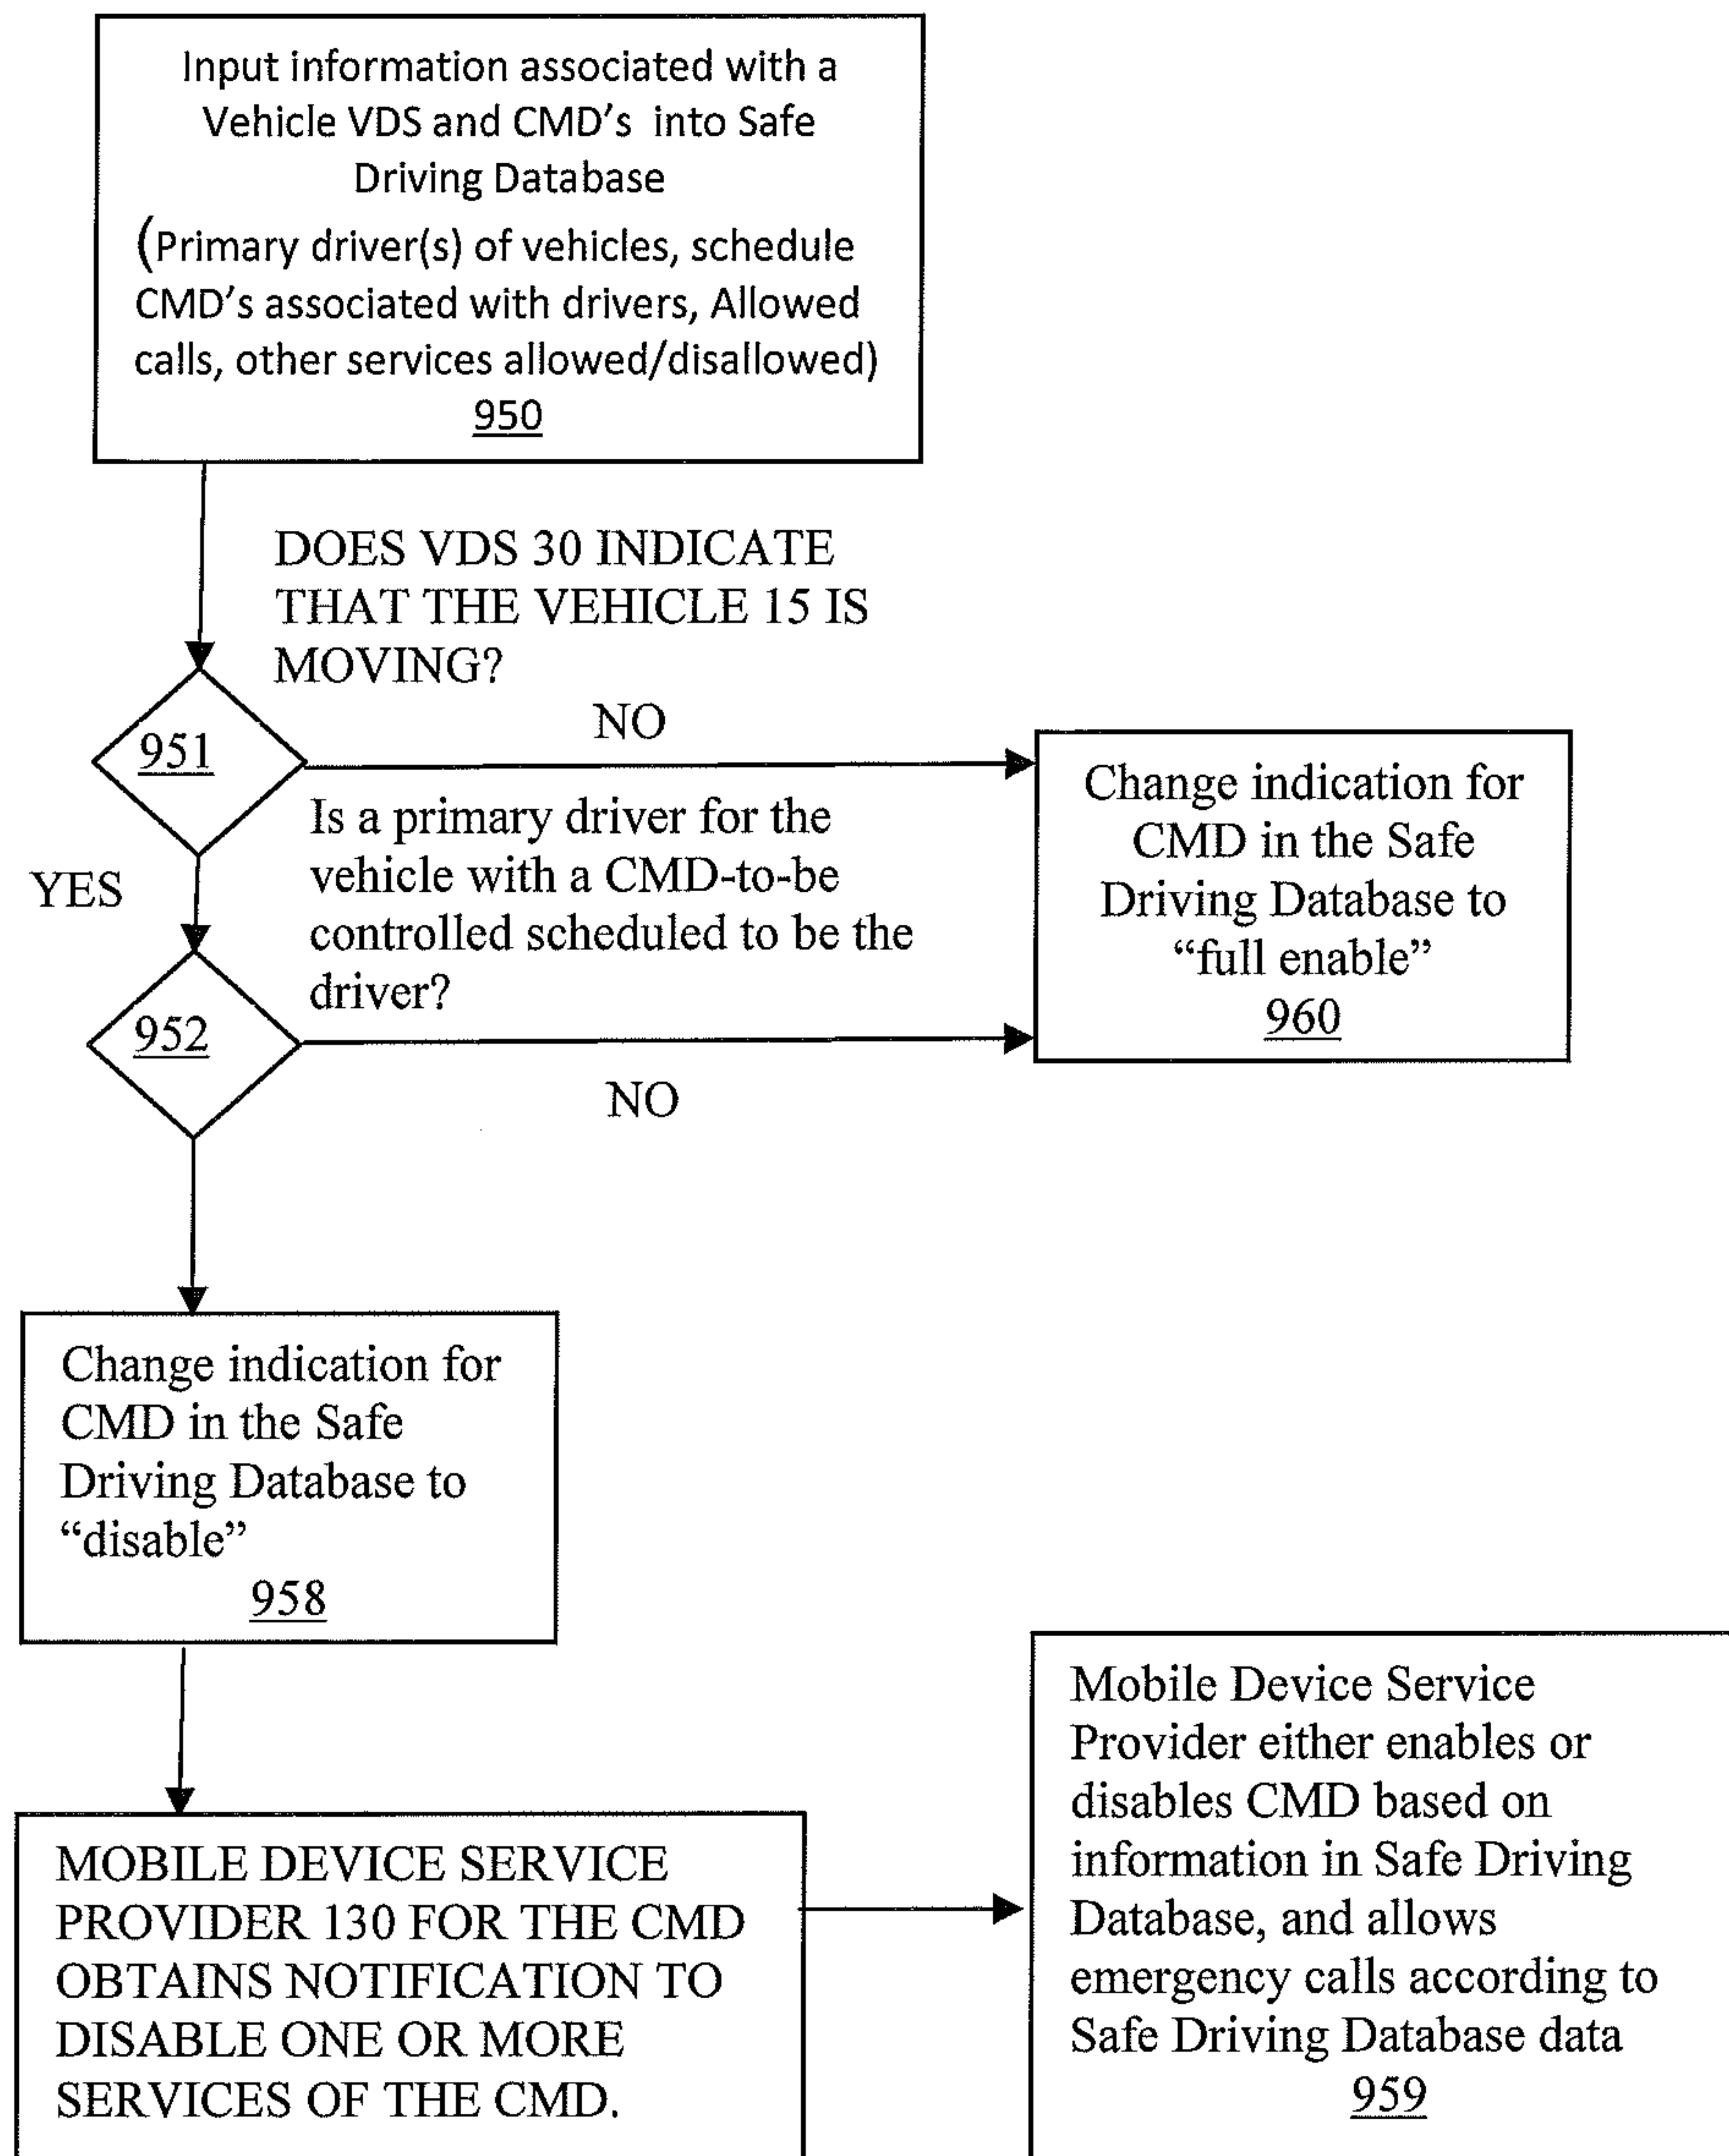 Input information associated with a
Vehicle VDS and CMD's into Safe
Driving Database
(Primary driver(s) of vehicles, schedule
CMD's associated with drivers, Allowed
calls, other services allowed/disallowed)
950
DOES VDS 30 INDICATE
THAT THE VEHICLE 15 IS
MOVING?
951
NO
YES
Is a primary driver for the
vehicle with a CMD-to-be
controlled scheduled to be the
driver?
952
NO
Change indication for
CMD in the Safe
Driving Database to
“full enable”
960
Change indication for
CMD in the Safe
Driving Database to
“disable”
958
MOBILE DEVICE SERVICE
PROVIDER 130 FOR THE CMD
OBTAINS NOTIFICATION TO
DISABLE ONE OR MORE
SERVICES OF THE CMD.
Mobile Device Service
Provider either enables or
disables CMD based on
information in Safe Driving
Database, and allows
emergency calls according to
Safe Driving Database data
959